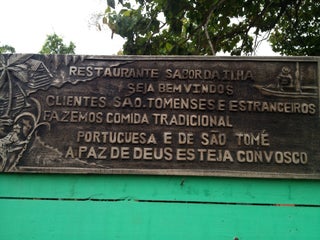 RESTAURANTE SABOR DA ILHA
SEJA BEMVINDOS
CLIENTES SAO.TOMENSES E ESTRANGEIROS
FAZEMOS COMIDA TRADICIONAL
PORTUGUESA E DE SÃO TOMÉ
A PAZ DE DEUS ESTEJA CONVOSCO